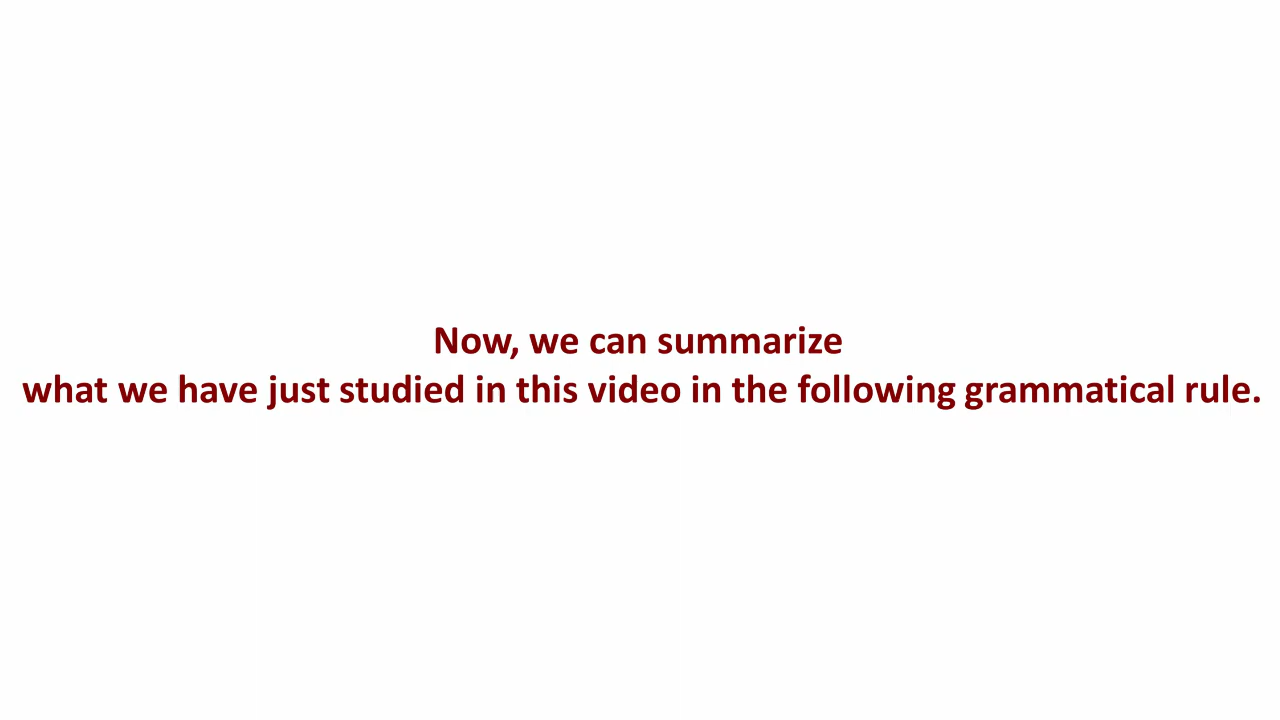 Now, we can summarize
what we have just studied in this video in the following grammatical rule.